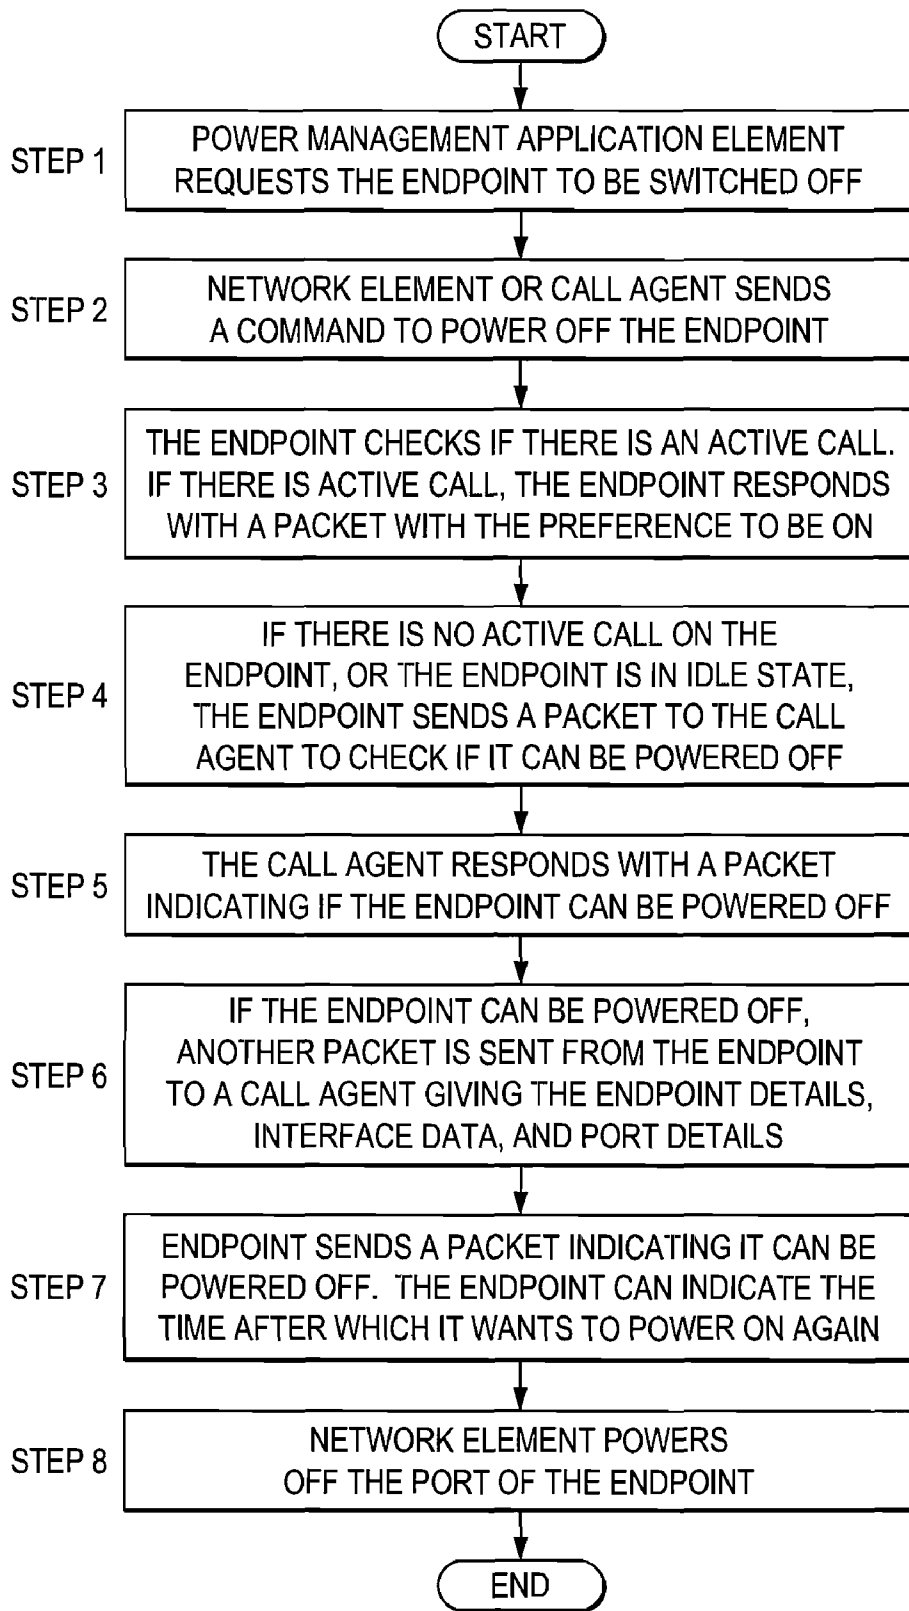 START
STEP 1
POWER MANAGEMENT APPLICATION ELEMENT
REQUESTS THE ENDPOINT TO BE SWITCHED OFF
STEP 2
NETWORK ELEMENT OR CALL AGENT SENDS
A COMMAND TO POWER OFF THE ENDPOINT
STEP 3
THE ENDPOINT CHECKS IF THERE IS AN ACTIVE CALL.
IF THERE IS ACTIVE CALL, THE ENDPOINT RESPONDS
WITH A PACKET WITH THE PREFERENCE TO BE ON
STEP 4
IF THERE IS NO ACTIVE CALL ON THE
ENDPOINT, OR THE ENDPOINT IS IN IDLE STATE,
THE ENDPOINT SENDS A PACKET TO THE CALL
AGENT TO CHECK IF IT CAN BE POWERED OFF
STEP 5
THE CALL AGENT RESPONDS WITH A PACKET
INDICATING IF THE ENDPOINT CAN BE POWERED OFF
STEP 6
IF THE ENDPOINT CAN BE POWERED OFF,
ANOTHER PACKET IS SENT FROM THE ENDPOINT
TO A CALL AGENT GIVING THE ENDPOINT DETAILS,
INTERFACE DATA, AND PORT DETAILS
STEP 7
ENDPOINT SENDS A PACKET INDICATING IT CAN BE
POWERED OFF. THE ENDPOINT CAN INDICATE THE
TIME AFTER WHICH IT WANTS TO POWER ON AGAIN
STEP 8
NETWORK ELEMENT POWERS
OFF THE PORT OF THE ENDPOINT
END